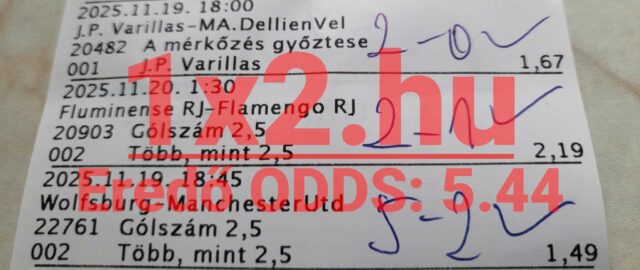 2025.11.19. 18:00
J.P. Varillas-MA.DellienVel
20482 A mérkőzés győztese
2-0
001 J.P. Varillas 1,67
2025.11.20. 1:30
Fluminense RJ-Flamengo RJ
20903 Gólszám 2,5
2-1
002 Több, mint 2,5 2,19
2025.11.19. 18:45
Wolfsburg-ManchesterUtd
22761 Gólszám 2,5
5-2
002 Több, mint 2,5 1,49
1x2.hu
Eredő ODDS: 5.44